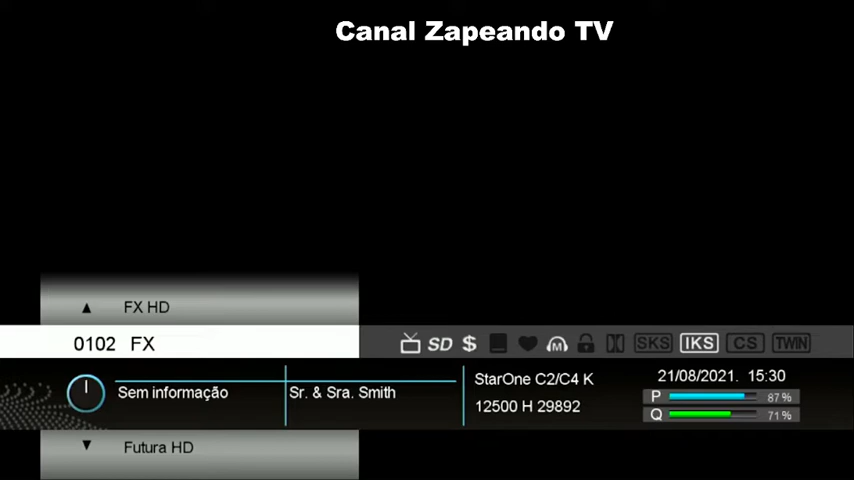 Canal Zapeando TV
FX HD
0102 FX
SD $ M SKS IKS CS TWIN
Sem informação
Sr. & Sra. Smith
StarOne C2/C4 K
12500 H 29892
21/08/2021. 15:30
P 87%
Q 71%
Futura HD